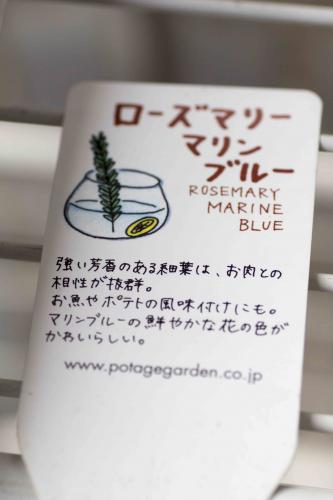 ローズマリー
マリン
ブルー
ROSEMARY
MARINE
BLUE
強い芳香のある細葉は、お肉との
相性が抜群。
お魚やポテトの風味付けにも。
マリンブルーの鮮やかな花の色が
かわいらしい。
www.potagegarden.co.jp